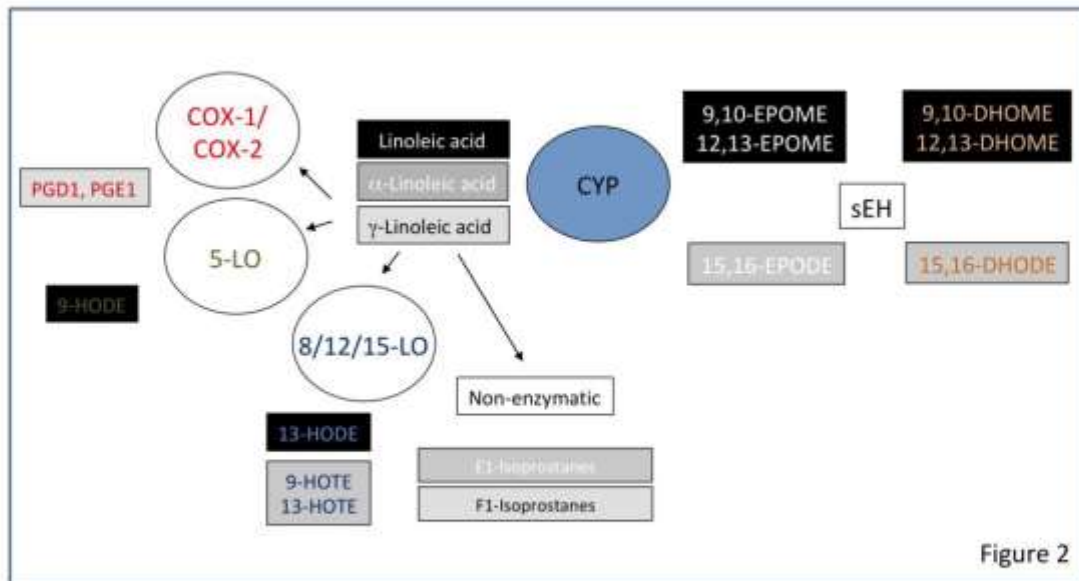 COX-1/
COX-2
PGD1, PGE1
5-LO
9-HODE
8/12/15-LO
13-HODE
9-HOTE
13-HOTE
Linoleic acid
α-Linoleic acid
γ-Linoleic acid
Non-enzymatic
E1-Isoprostanes
F1-Isoprostanes
CYP
9,10-EPOME
12,13-EPOME
9,10-DHOME
12,13-DHOME
sEH
15,16-EPODE
15,16-DHODE
Figure 2